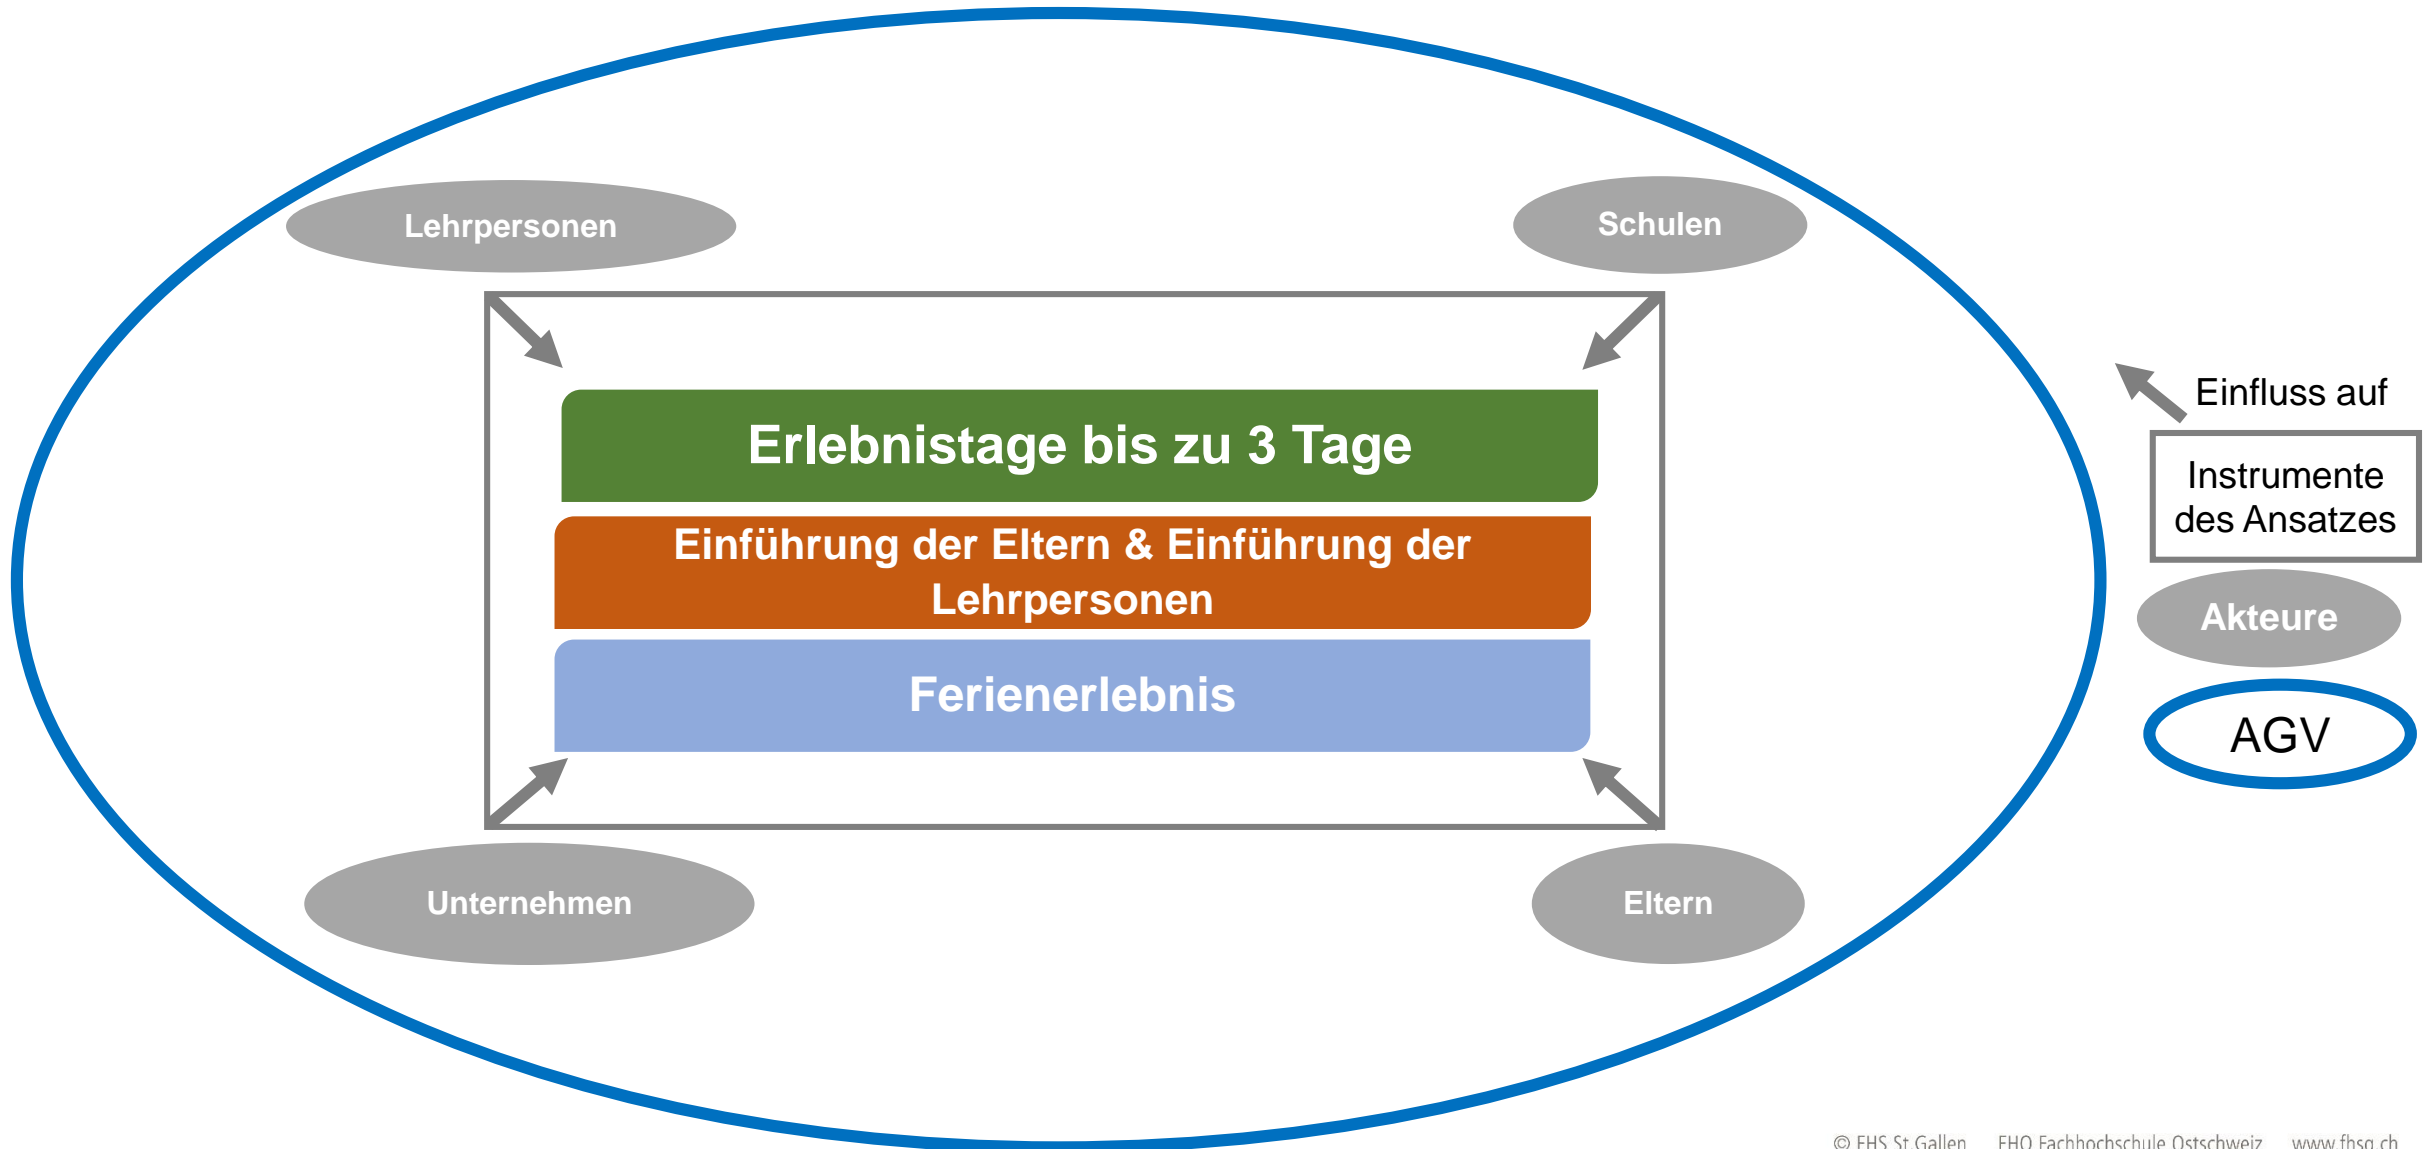 Lehrpersonen
Schulen
Erlebnistage bis zu 3 Tage
Einführung der Eltern & Einführung der
Lehrpersonen
Ferienerlebnis
Unternehmen
Eltern
Einfluss auf
Instrumente
des Ansatzes
Akteure
AGV
© FHS St.Gallen FHO Fachhochschule Ostschweiz www.fhsg.ch